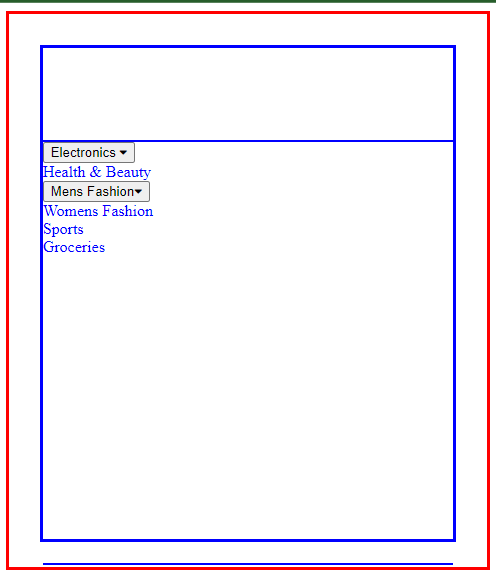 Electronics
Health & Beauty
Mens Fashion
Womens Fashion
Sports
Groceries